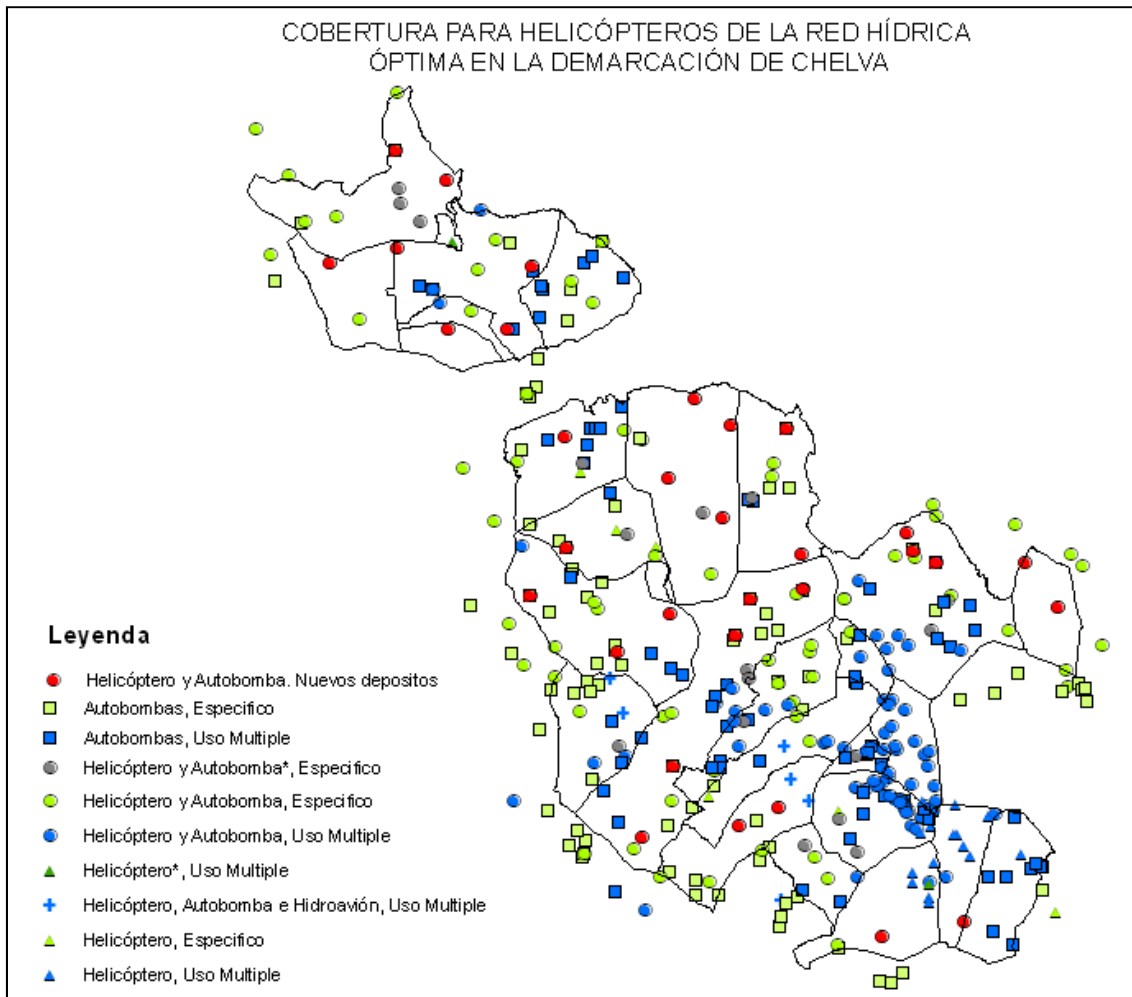 COBERTURA PARA HELICÓPTEROS DE LA RED HÍDRICA
ÓPTIMA EN LA DEMARCACIÓN DE CHELVA
Leyenda
Helicóptero y Autobomba. Nuevos depositos
Autobombas, Especifico
Autobombas, Uso Multiple
Helicóptero y Autobomba*, Especifico
Helicóptero y Autobomba, Especifico
Helicóptero y Autobomba, Uso Multiple
Helicóptero*, Uso Multiple
Helicóptero, Autobomba e Hidroavión, Uso Multiple
Helicóptero, Especifico
Helicóptero, Uso Multiple